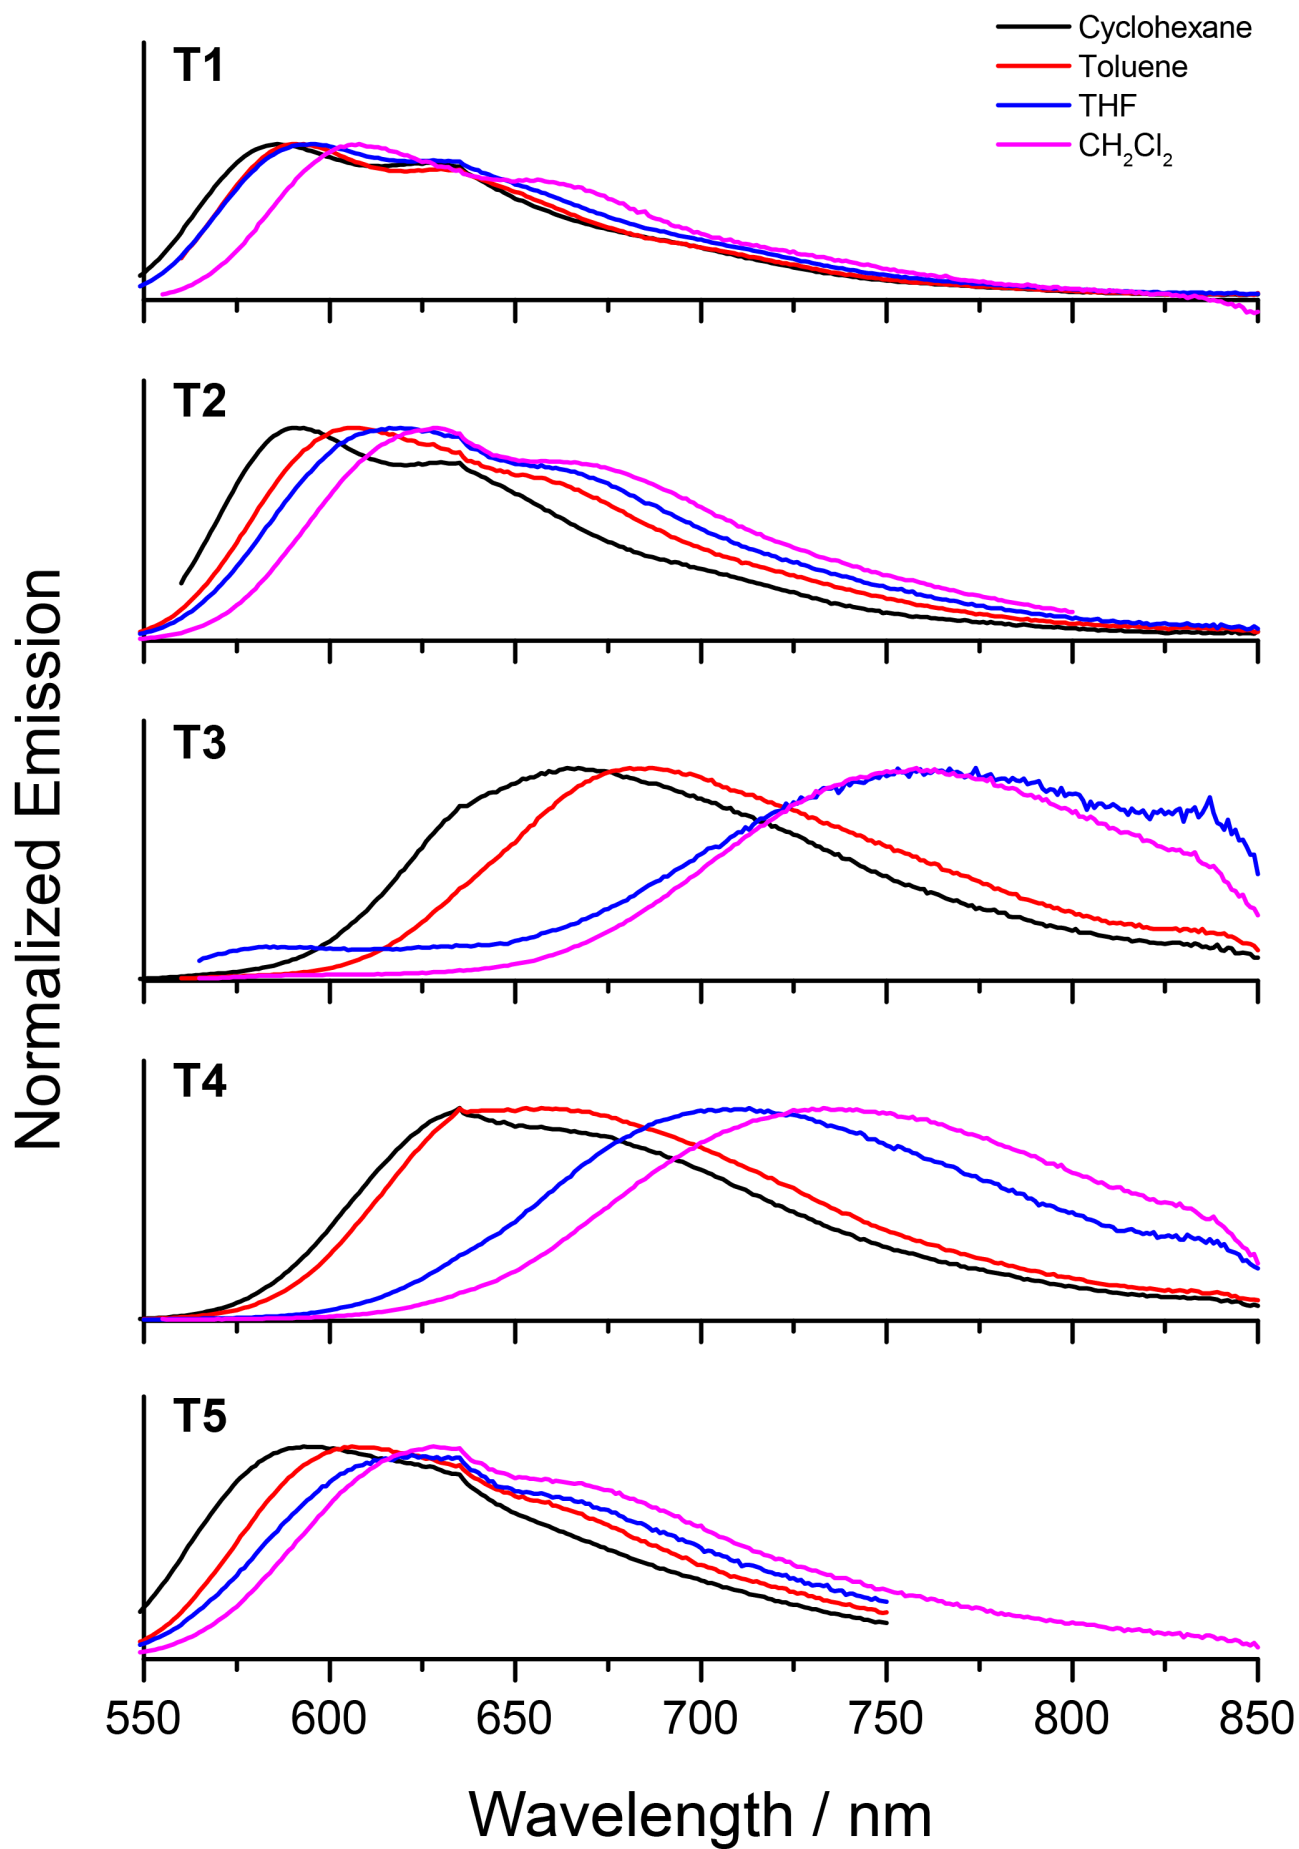 Cyclohexane
Toluene
THF
CH₂Cl₂
T1
T2
T3
T4
T5
Normalized Emission
550 600 650 700 750 800 850
Wavelength / nm